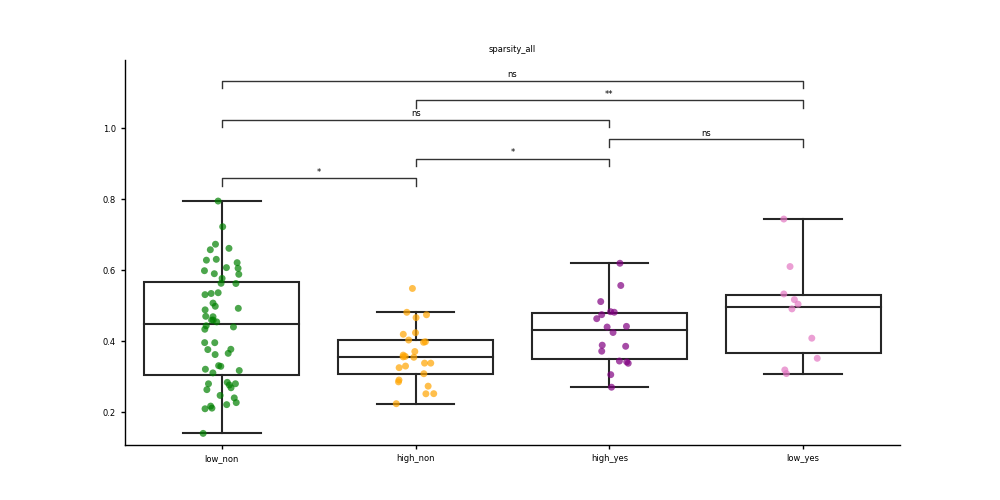 sparsity_all
ns
**
ns
ns
*
*
1.0
0.8
0.6
0.4
0.2
low_non high_non high_yes low_yes